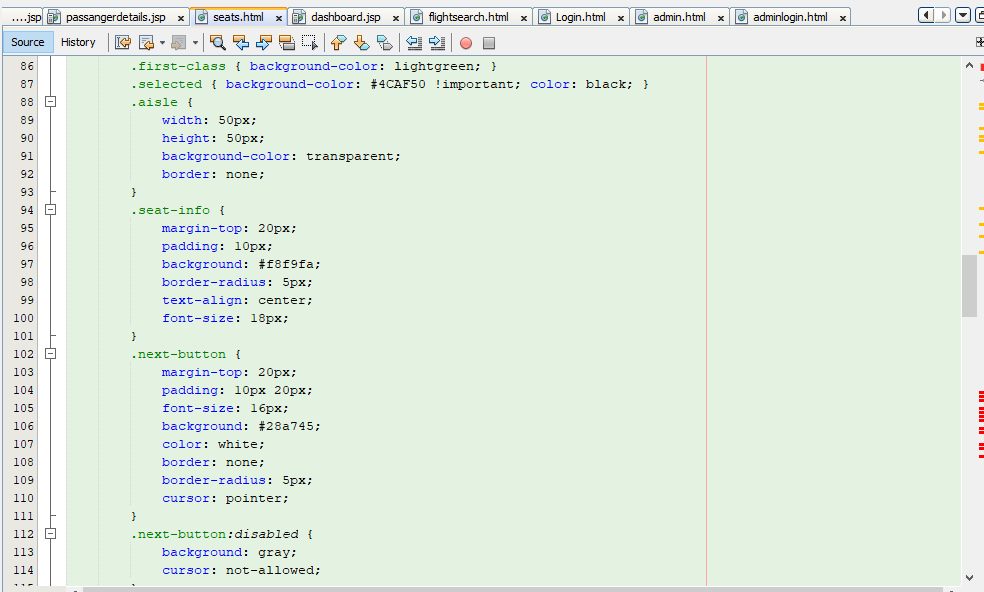 ....jsp passangerdetails.jsp seats.html dashboard.jsp flightsearch.html Login.html admin.html adminlogin.html
Source History
86 .first-class { background-color: lightgreen; }
87 .selected { background-color: #4CAF50 !important; color: black; }
88 .aisle {
89 width: 50px;
90 height: 50px;
91 background-color: transparent;
92 border: none;
93 }
94 .seat-info {
95 margin-top: 20px;
96 padding: 10px;
97 background: #f8f9fa;
98 border-radius: 5px;
99 text-align: center;
100 font-size: 18px;
101 }
102 .next-button {
103 margin-top: 20px;
104 padding: 10px 20px;
105 font-size: 16px;
106 background: #28a745;
107 color: white;
108 border: none;
109 border-radius: 5px;
110 cursor: pointer;
111 }
112 .next-button:disabled {
113 background: gray;
114 cursor: not-allowed;